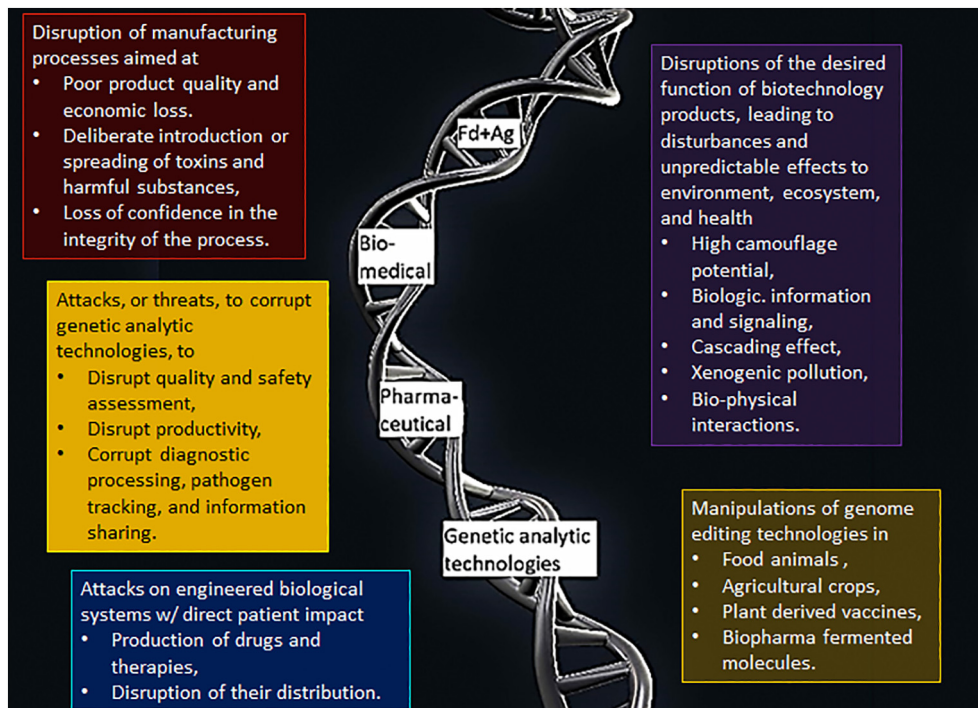 Disruption of manufacturing
processes aimed at
• Poor product quality and
economic loss.
• Deliberate introduction or
spreading of toxins and
harmful substances,
• Loss of confidence in the
integrity of the process.
Attacks, or threats, to corrupt
genetic analytic
technologies, to
• Disrupt quality and safety
assessment,
• Disrupt productivity,
• Corrupt diagnostic
processing, pathogen
tracking, and information
sharing.
Attacks on engineered biological
systems w/ direct patient impact
• Production of drugs and
therapies,
• Disruption of their distribution.
Fd+Ag
Bio-
medical
Pharma-
ceutical
Genetic analytic
technologies
Disruptions of the desired
function of biotechnology
products, leading to
disturbances and
unpredictable effects to
environment, ecosystem,
and health
• High camouflage
potential,
• Biologic. information
and signaling,
• Cascading effect,
• Xenogenic pollution,
• Bio-physical
interactions.
Manipulations of genome
editing technologies in
• Food animals ,
• Agricultural crops,
• Plant derived vaccines,
• Biopharma fermented
molecules.